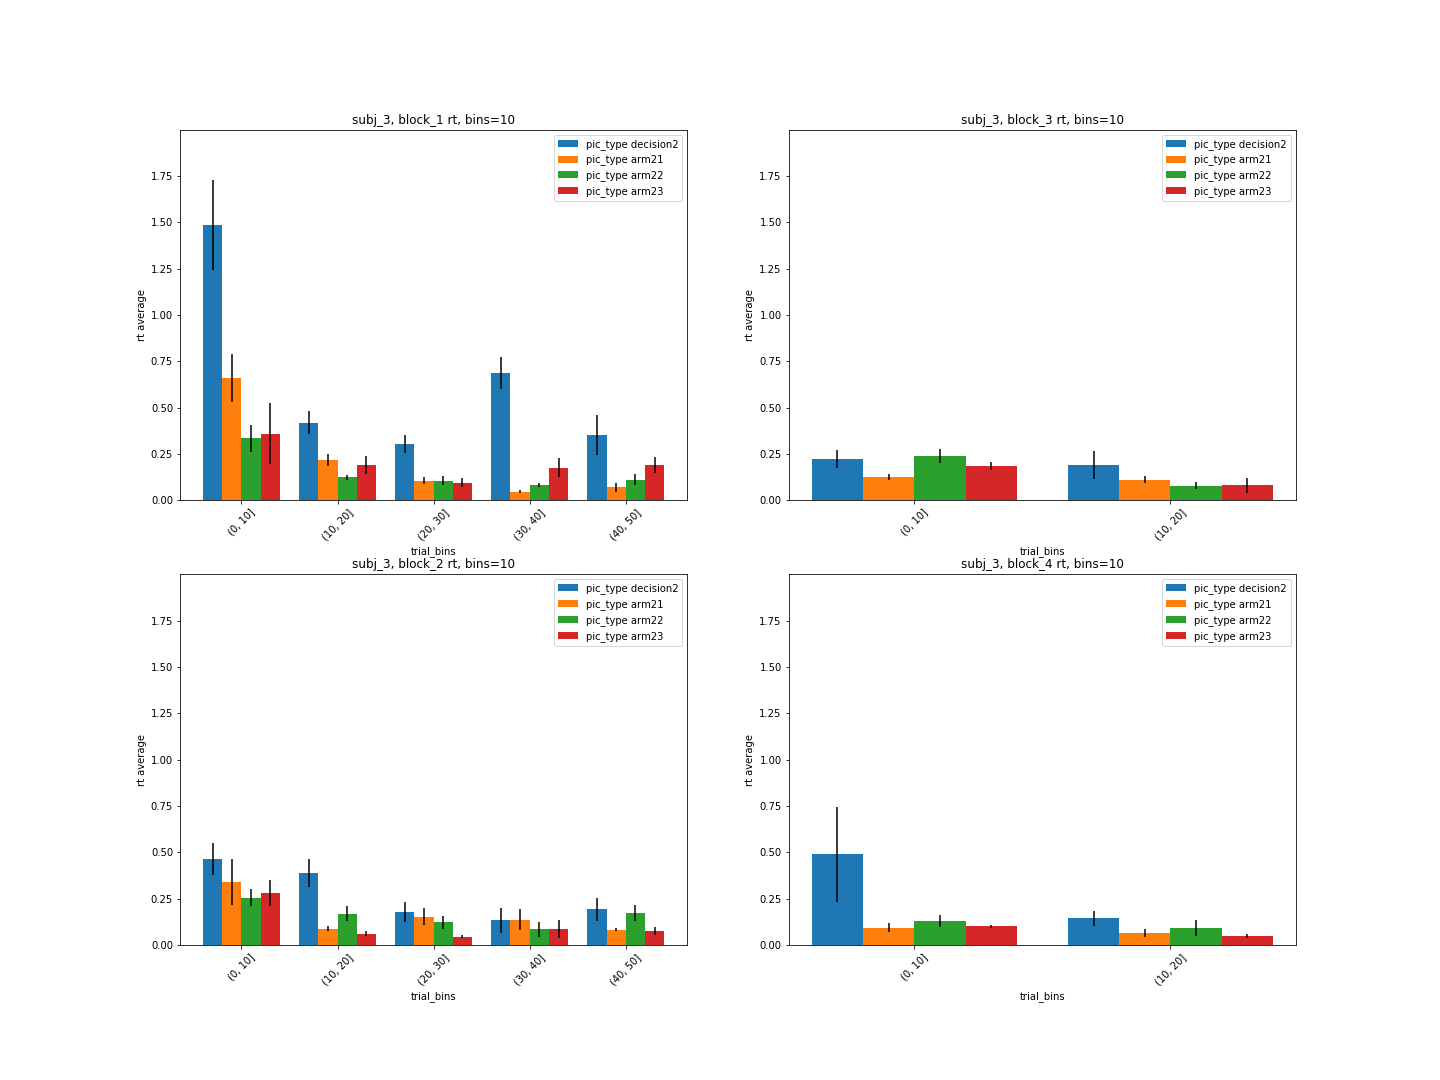 subj_3, block_1 rt, bins=10
pic_type decision2
pic_type arm21
pic_type arm22
pic_type arm23
1.75
1.50
1.25
1.00
0.75
0.50
0.25
0.00
rt average
(0, 10]
(10, 20]
(20, 30]
(30, 40]
(40, 50]
trial_bins
subj_3, block_3 rt, bins=10
pic_type decision2
pic_type arm21
pic_type arm22
pic_type arm23
1.75
1.50
1.25
1.00
0.75
0.50
0.25
0.00
rt average
(0, 10]
(10, 20]
trial_bins
subj_3, block_2 rt, bins=10
pic_type decision2
pic_type arm21
pic_type arm22
pic_type arm23
1.75
1.50
1.25
1.00
0.75
0.50
0.25
0.00
rt average
(0, 10]
(10, 20]
(20, 30]
(30, 40]
(40, 50]
trial_bins
subj_3, block_4 rt, bins=10
pic_type decision2
pic_type arm21
pic_type arm22
pic_type arm23
1.75
1.50
1.25
1.00
0.75
0.50
0.25
0.00
rt average
(0, 10]
(10, 20]
trial_bins